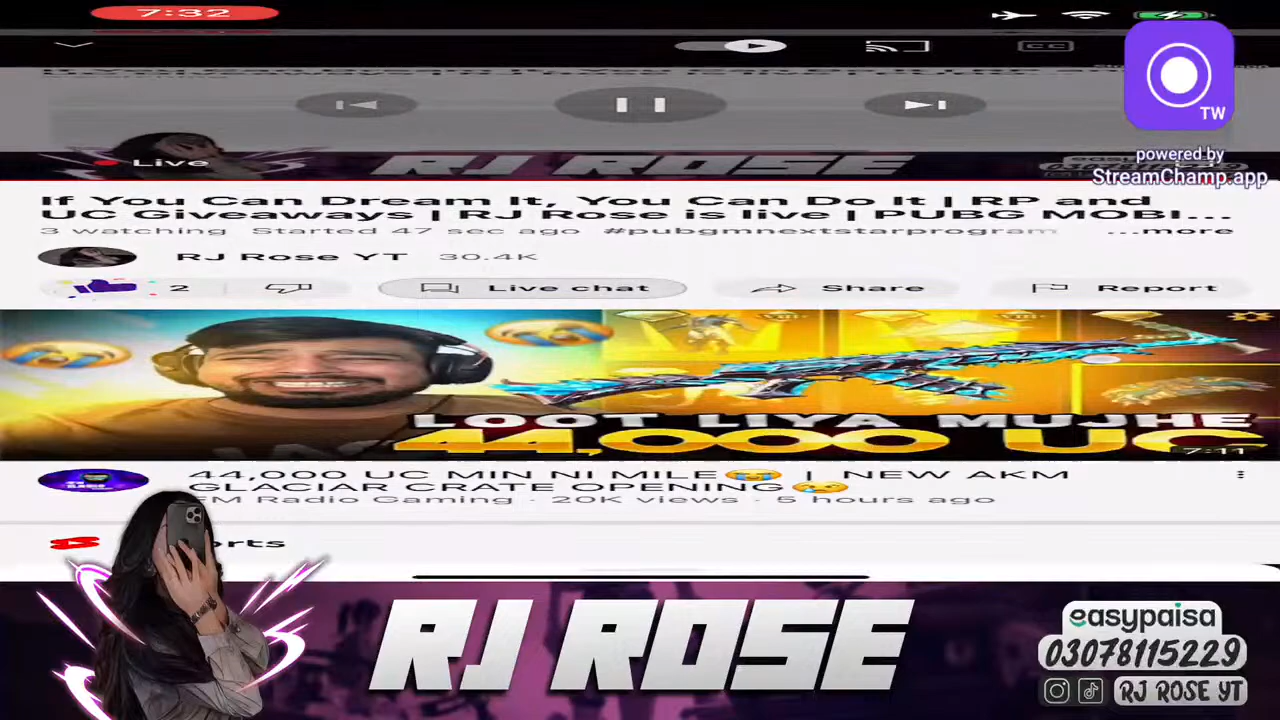 7:32
TW
powered by
StreamChamp.app
Live
RJ ROSE
easypaisa
If You Can Dream It, You Can Do It | RP and
UC Giveaways | RJ Rose is live | PUBG MOBI...
3 watching Started 47 sec ago #pubgmnextstarprogram ...more
RJ Rose YT 30.4K
2 Live chat Share Report
LOOT LIYA MUJHE
44,000 UC
7:11
44,000 UC MIN NI MILE😭 | NEW AKM
GLACIAR CRATE OPENING😢
FM Radio Gaming · 20K views · 5 hours ago
RJ ROSE
easypaisa
03078115229
RJ ROSE YT